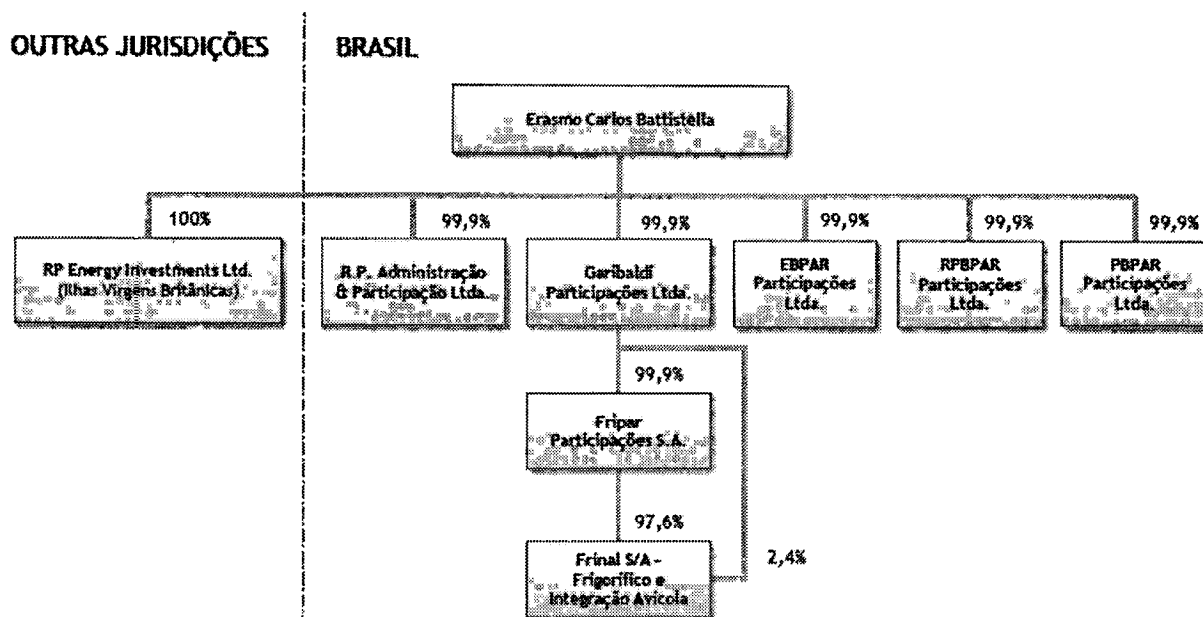 OUTRAS JURISDIÇÕES
BRASIL
Erasmo Carlos Battistella
100%
99,9%
99,9%
99,9%
99,9%
99,9%
RP Energy Investments Ltd.
(Ilhas Virgens Britânicas)
R.P. Administração
& Participação Ltda.
Garibaldi
Participações Ltda.
EBPAR
Participações
Ltda.
RPBPAR
Participações
Ltda.
PBPAR
Participações
Ltda.
99,9%
Fripar
Participações S.A.
97,6%
2,4%
Frinal S/A -
Frigorífico e
Integração Avícola